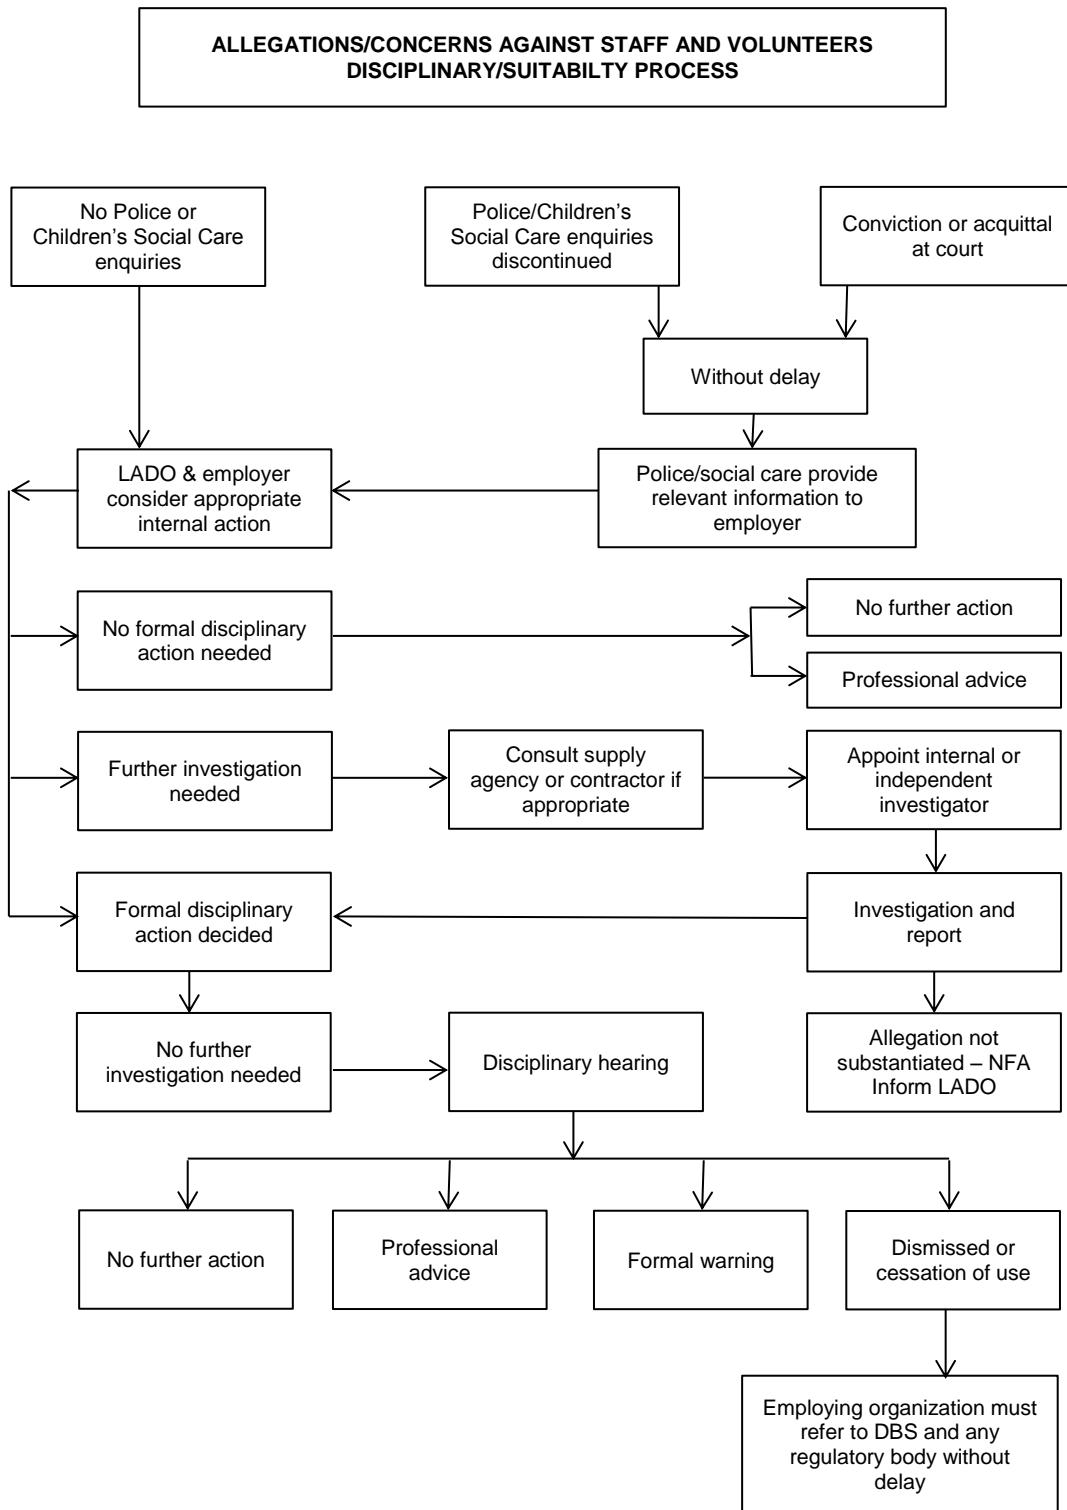 ALLEGATIONS/CONCERNS AGAINST STAFF AND VOLUNTEERS
DISCIPLINARY/SUITABILTY PROCESS
No Police or
Children's Social Care
enquiries
Police/Children's
Social Care enquiries
discontinued
Conviction or acquittal
at court
Without delay
LADO & employer
consider appropriate
internal action
Police/social care provide
relevant information to
employer
No formal disciplinary
action needed
No further action
Professional advice
Further investigation
needed
Consult supply
agency or contractor if
appropriate
Appoint internal or
independent
investigator
Formal disciplinary
action decided
Investigation and
report
No further
investigation needed
Disciplinary hearing
Allegation not
substantiated – NFA
Inform LADO
No further action
Professional
advice
Formal warning
Dismissed or
cessation of use
Employing organization must
refer to DBS and any
regulatory body without
delay